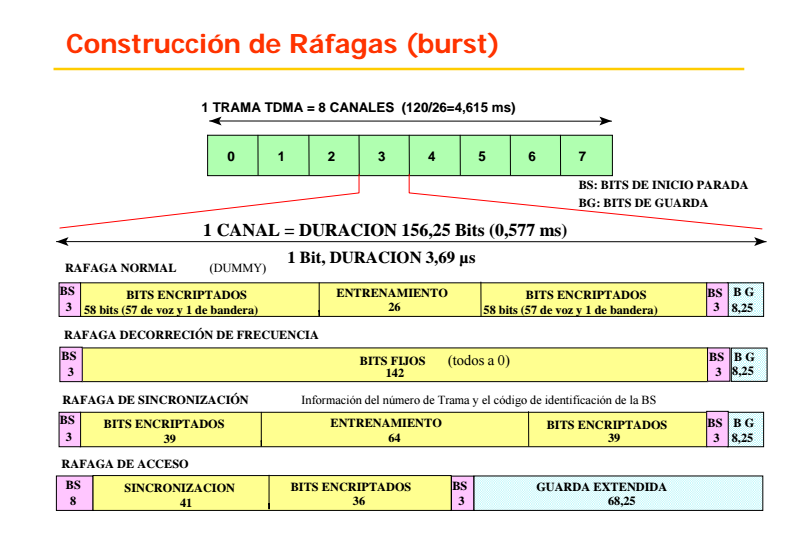 Construcción de Ráfagas (burst)
1 TRAMA TDMA = 8 CANALES (120/26=4,615 ms)
0 1 2 3 4 5 6 7
BS: BITS DE INICIO PARADA
BG: BITS DE GUARDA
1 CANAL = DURACION 156,25 Bits (0,577 ms)
1 Bit, DURACION 3,69 μs
RAFAGA NORMAL (DUMMY)
BS BITS ENCRIPTADOS ENTRENAMIENTO BITS ENCRIPTADOS BS B G
3 58 bits (57 de voz y 1 de bandera) 26 58 bits (57 de voz y 1 de bandera) 3 8,25
RAFAGA DECORRECIÓN DE FRECUENCIA
BS BITS FIJOS (todos a 0) BS B G
3 142 3 8,25
RAFAGA DE SINCRONIZACIÓN Información del número de Trama y el código de identificación de la BS
BS BITS ENCRIPTADOS ENTRENAMIENTO BITS ENCRIPTADOS BS B G
3 39 64 39 3 8,25
RAFAGA DE ACCESO
BS SINCRONIZACION BITS ENCRIPTADOS BS GUARDA EXTENDIDA
8 41 36 3 68,25